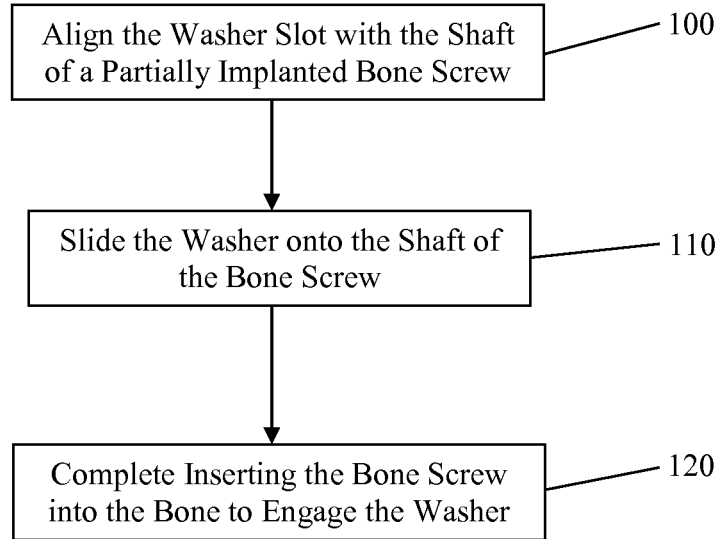 Align the Washer Slot with the Shaft
of a Partially Implanted Bone Screw
100
Slide the Washer onto the Shaft of
the Bone Screw
110
Complete Inserting the Bone Screw
into the Bone to Engage the Washer
120